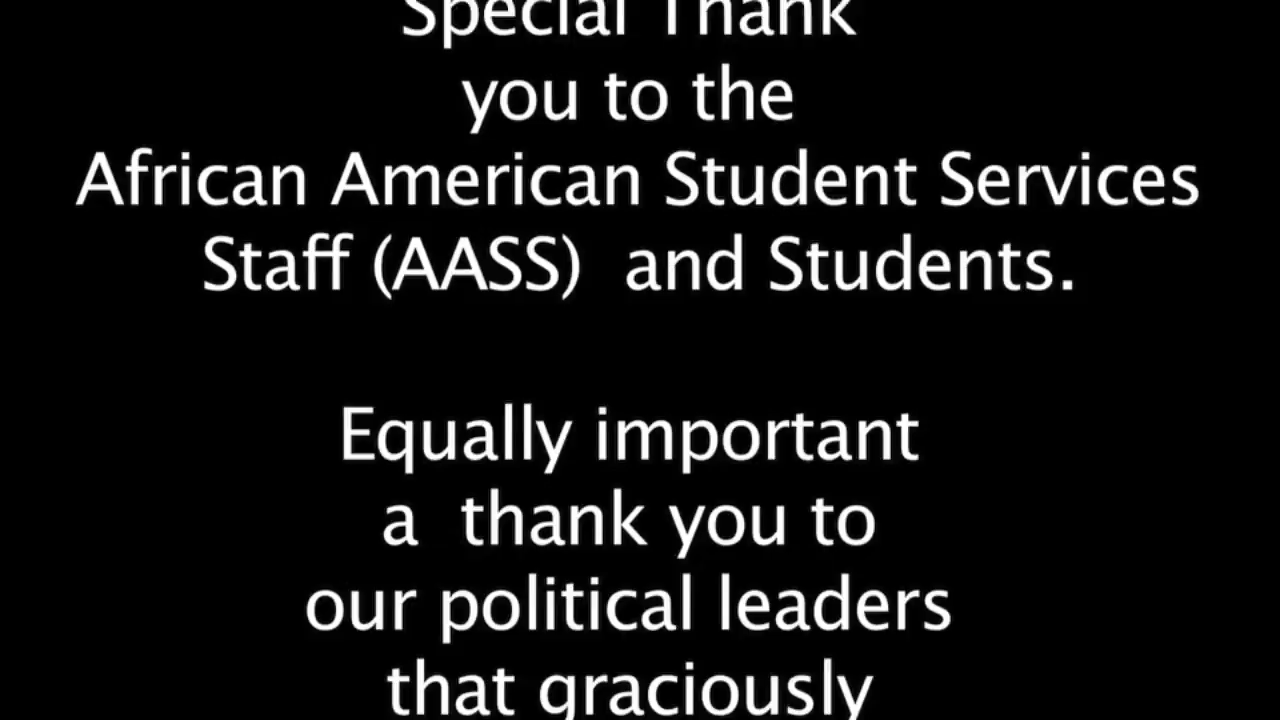 Special Thank
you to the
African American Student Services
Staff (AASS)  and Students.
Equally important
a  thank you to
our political leaders
that graciously